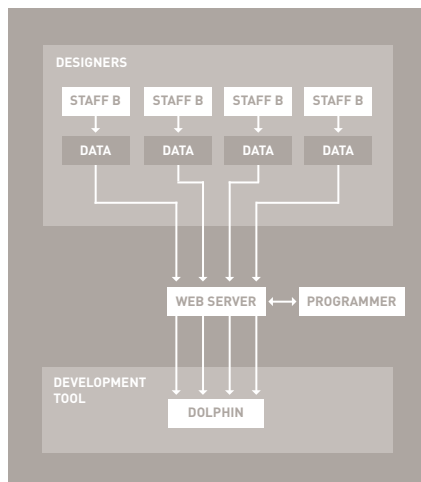 DESIGNERS
STAFF B STAFF B STAFF B STAFF B
DATA DATA DATA DATA
WEB SERVER PROGRAMMER
DEVELOPMENT
TOOL
DOLPHIN